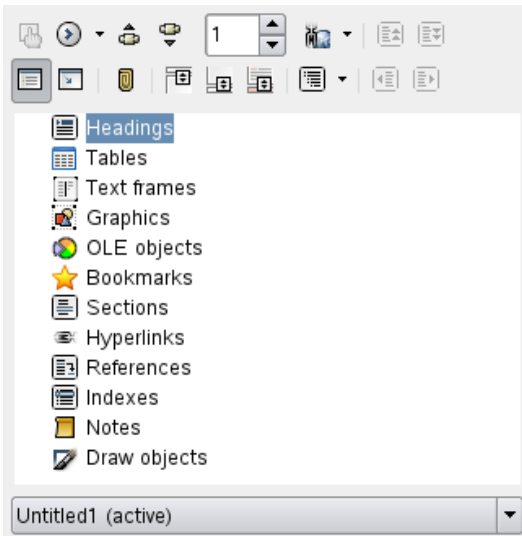 1
Headings
Tables
Text frames
Graphics
OLE objects
Bookmarks
Sections
Hyperlinks
References
Indexes
Notes
Draw objects
Untitled1 (active)